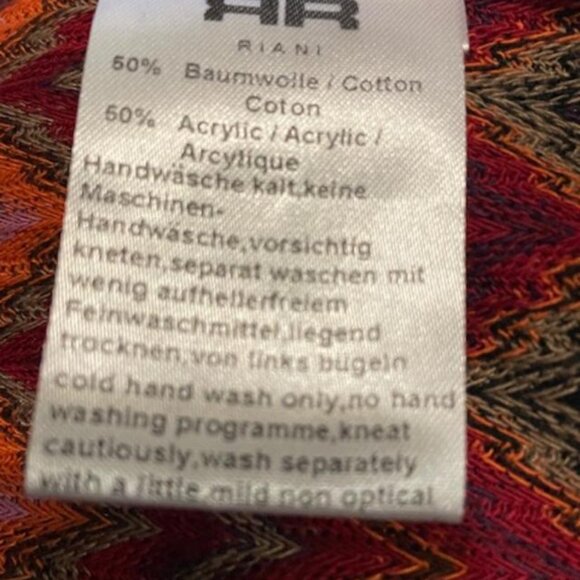 RIANI
50% Baumwolle / Cotton
Coton
50% Acrylic / Acrylic /
Arcylique
Handwäsche kalt,keine
Maschinen-
Handwäsche,vorsichtig
kneten,separat waschen mit
wenig aufhellerfreiem
Feinwaschmittel,liegend
trocknen,von links bügeln
cold hand wash only,no hand
washing programme,kneat
cautiously,wash separately
with a little mild non optical